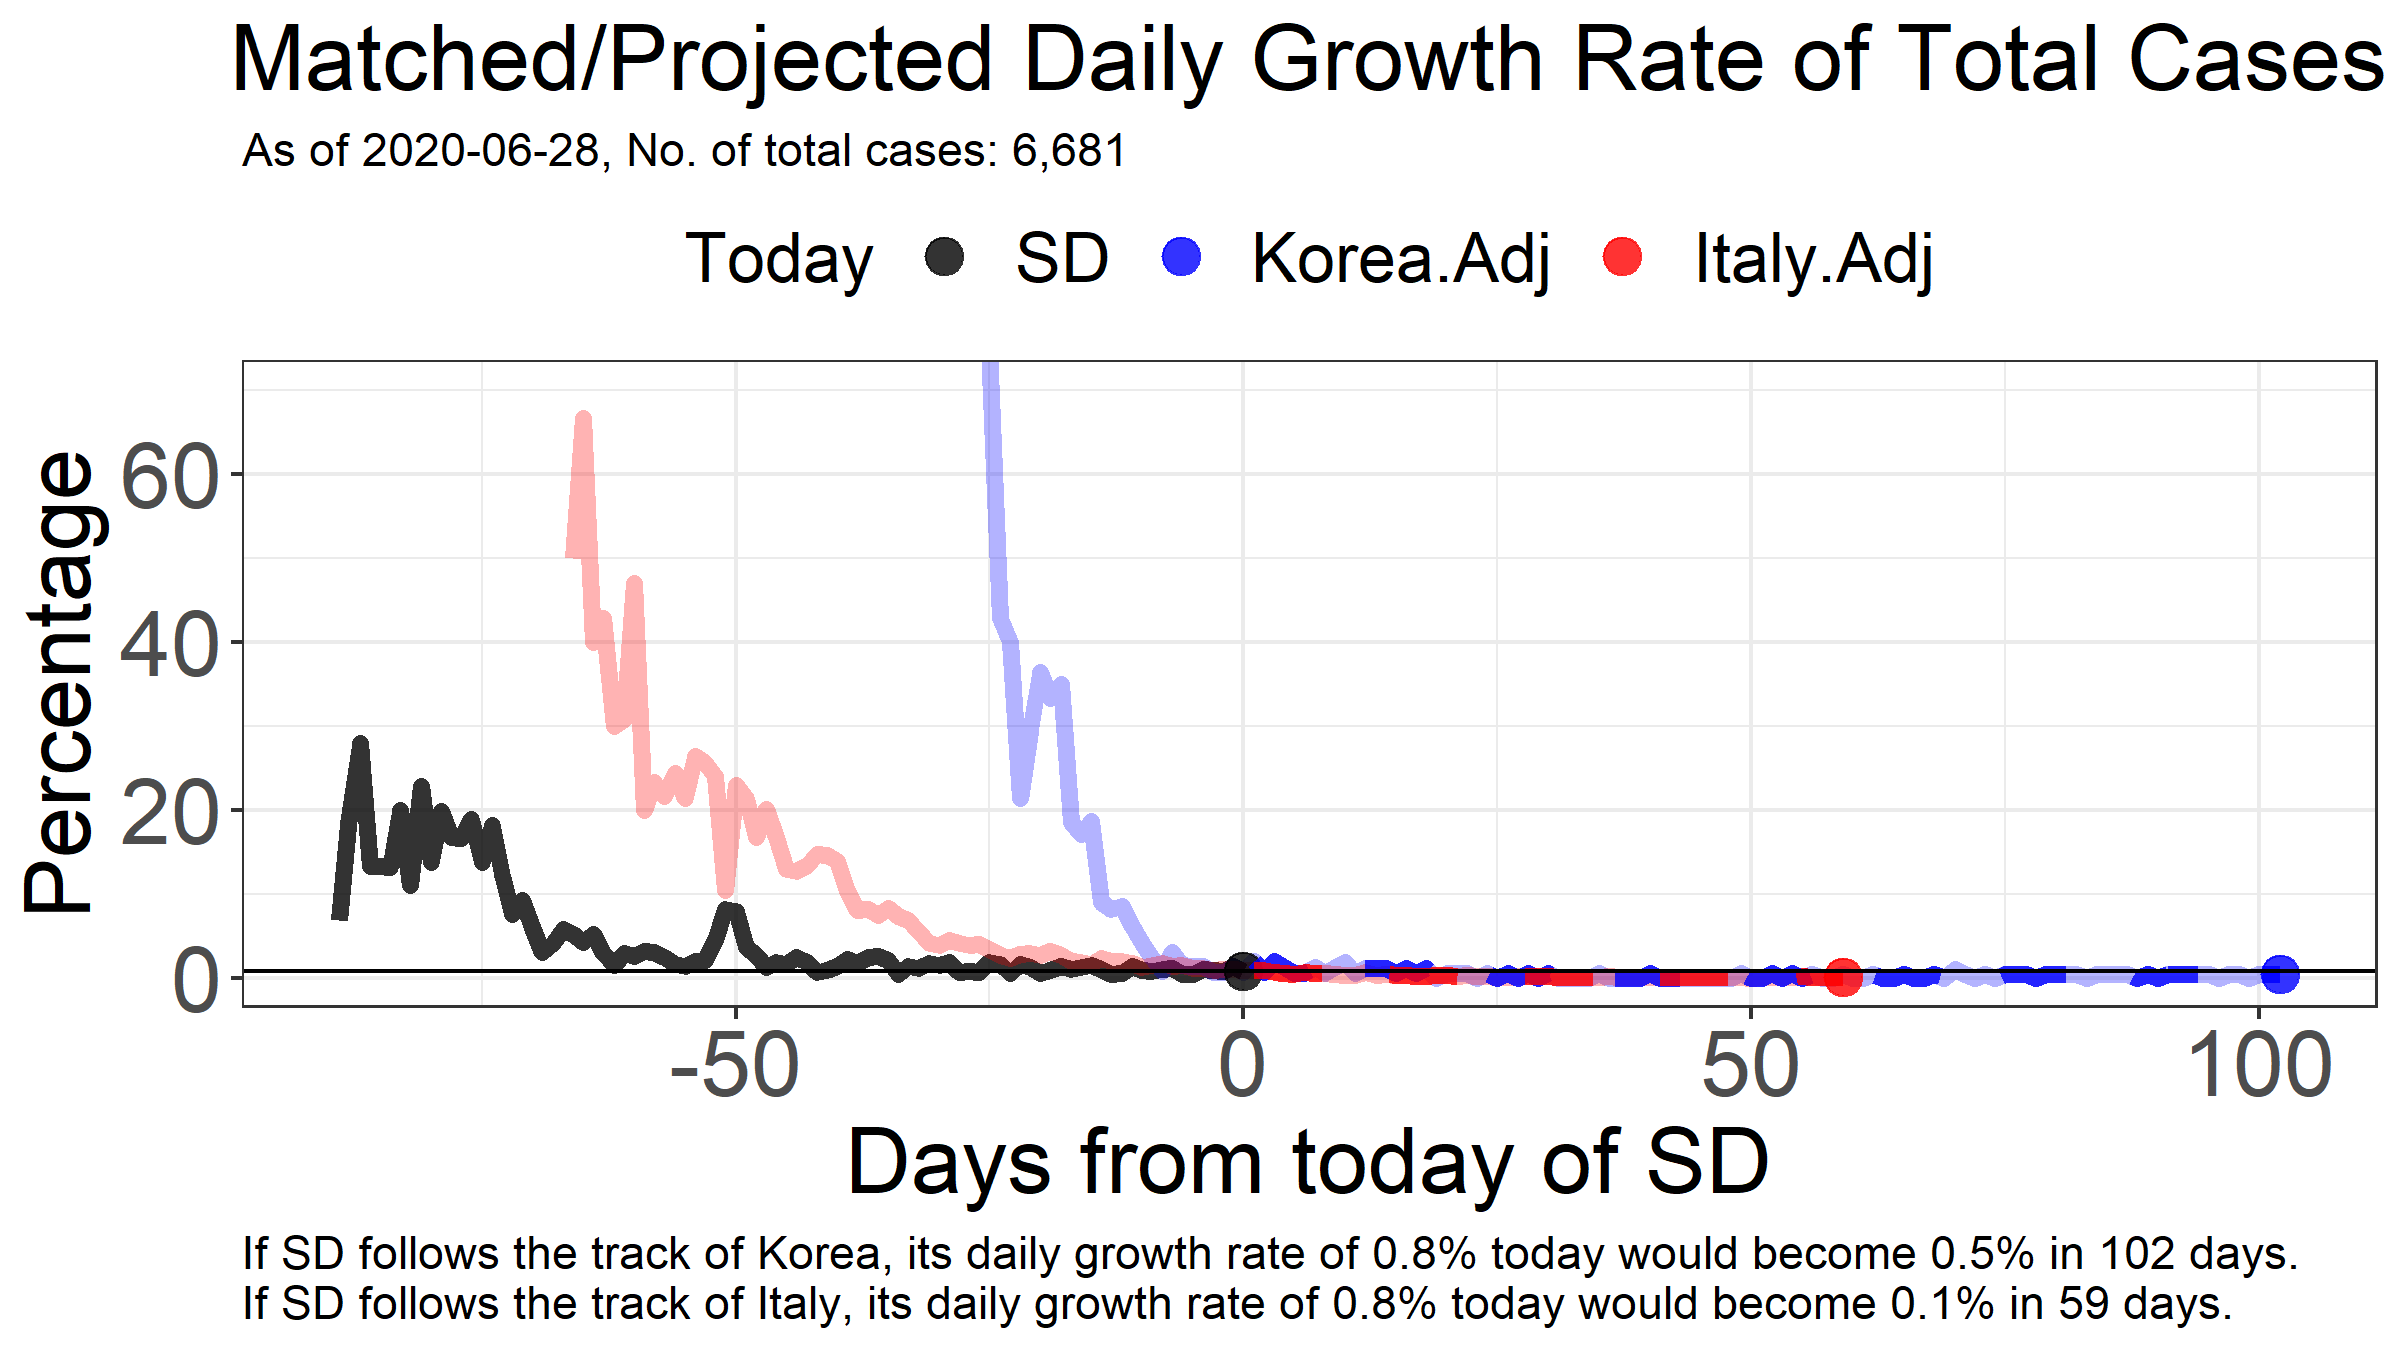 Matched/Projected Daily Growth Rate of Total Cases
As of 2020-06-28, No. of total cases: 6,681
Today SD Korea.Adj Italy.Adj
Percentage
60
40
20
0
-50 0 50 100
Days from today of SD
If SD follows the track of Korea, its daily growth rate of 0.8% today would become 0.5% in 102 days.
If SD follows the track of Italy, its daily growth rate of 0.8% today would become 0.1% in 59 days.